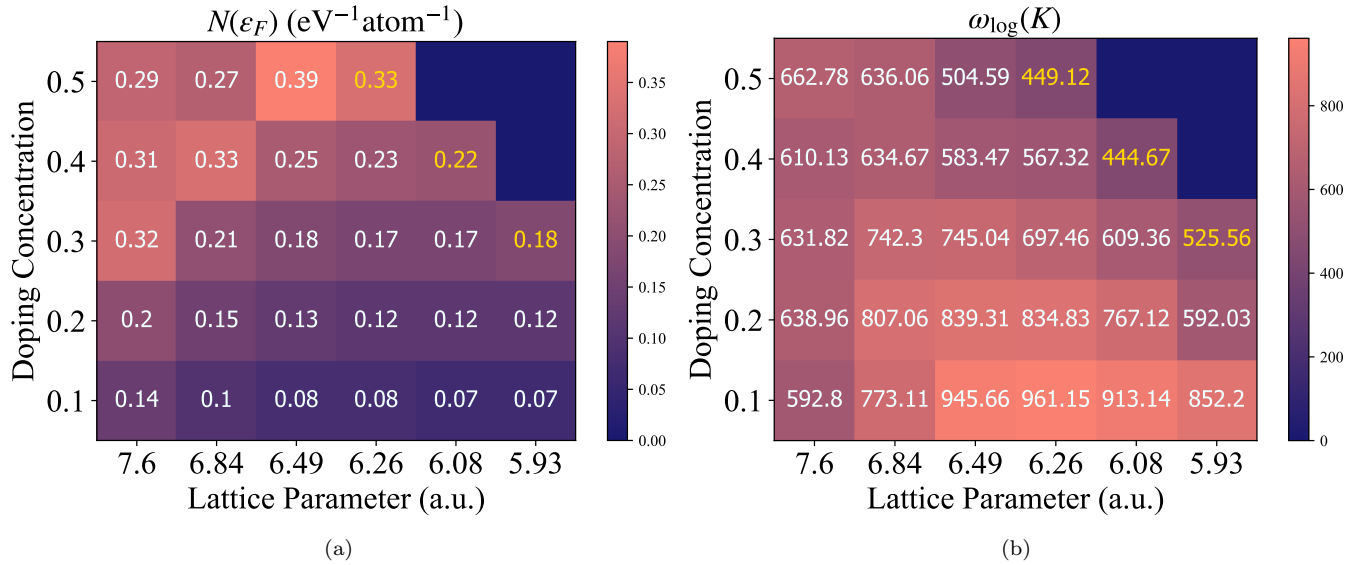 N(ε_F) (eV⁻¹atom⁻¹)
0.5 0.29 0.27 0.39 0.33
0.4 0.31 0.33 0.25 0.23 0.22
0.3 0.32 0.21 0.18 0.17 0.17 0.18
0.2 0.2 0.15 0.13 0.12 0.12 0.12
0.1 0.14 0.1 0.08 0.08 0.07 0.07
7.6 6.84 6.49 6.26 6.08 5.93
Lattice Parameter (a.u.)
Doping Concentration
0.35
0.30
0.25
0.20
0.15
0.10
0.05
0.00
(a)
ω_log(K)
0.5 662.78 636.06 504.59 449.12
0.4 610.13 634.67 583.47 567.32 444.67
0.3 631.82 742.3 745.04 697.46 609.36 525.56
0.2 638.96 807.06 839.31 834.83 767.12 592.03
0.1 592.8 773.11 945.66 961.15 913.14 852.2
7.6 6.84 6.49 6.26 6.08 5.93
Lattice Parameter (a.u.)
Doping Concentration
800
600
400
200
0
(b)